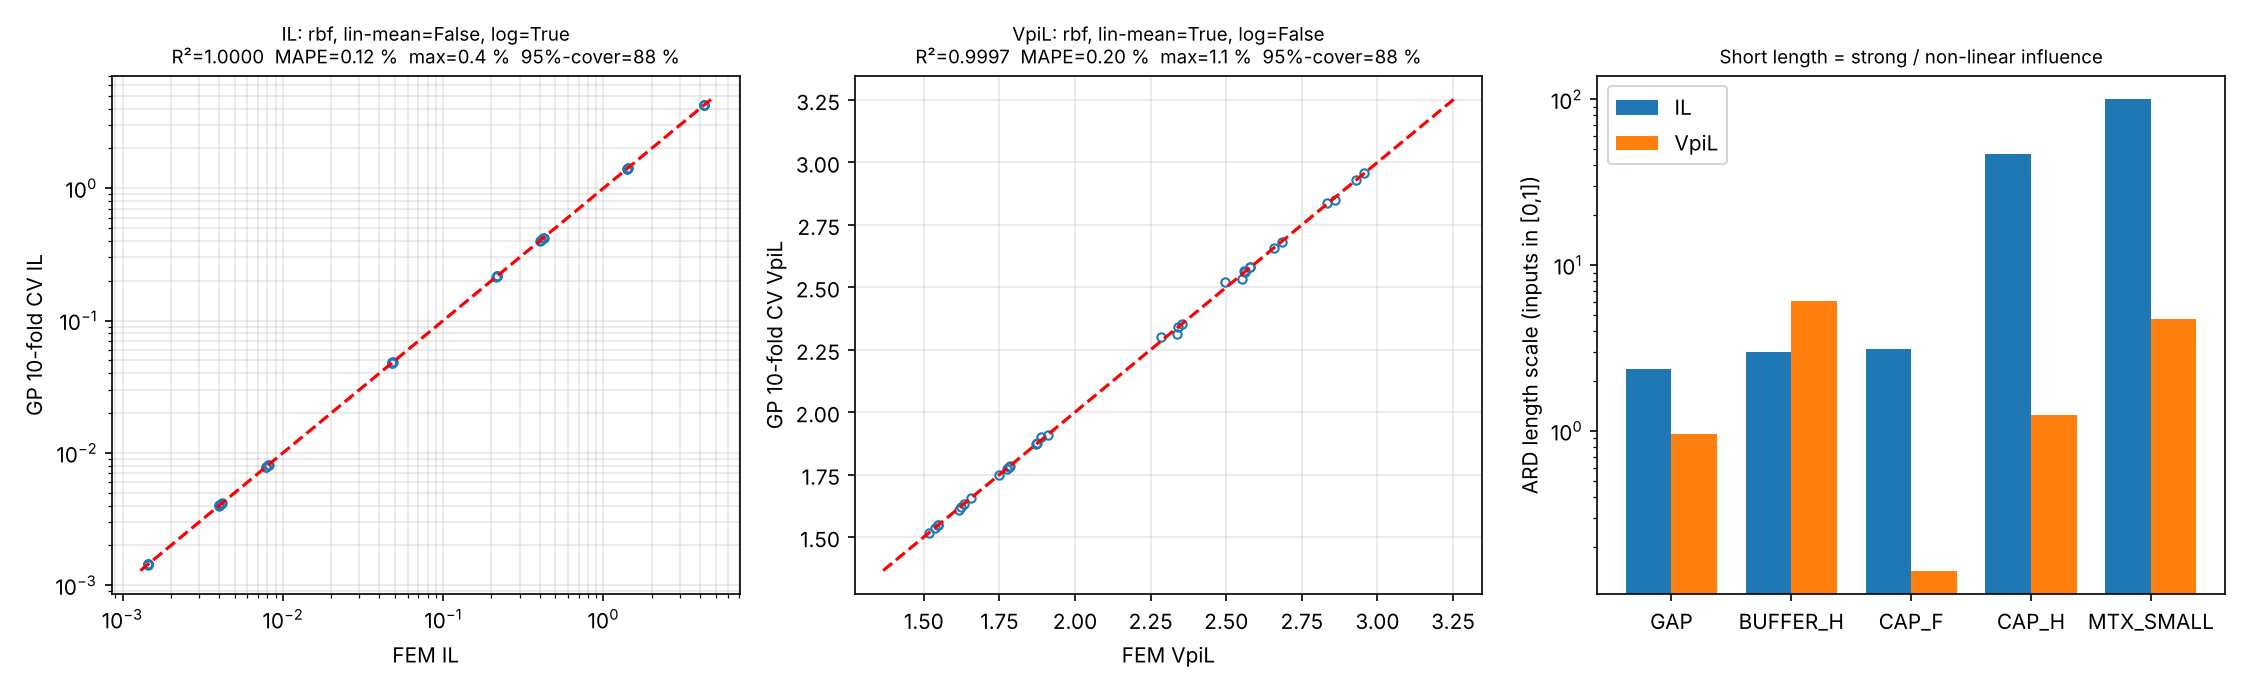 IL: rbf, lin-mean=False, log=True
R²=1.0000  MAPE=0.12 %  max=0.4 %  95%-cover=88 %
10⁰
10⁻¹
10⁻²
10⁻³
GP 10-fold CV IL
10⁻³ 10⁻² 10⁻¹ 10⁰
FEM IL
VpiL: rbf, lin-mean=True, log=False
R²=0.9997  MAPE=0.20 %  max=1.1 %  95%-cover=88 %
3.25
3.00
2.75
2.50
2.25
2.00
1.75
1.50
GP 10-fold CV VpiL
1.50 1.75 2.00 2.25 2.50 2.75 3.00 3.25
FEM VpiL
Short length = strong / non-linear influence
IL
VpiL
10²
10¹
10⁰
ARD length scale (inputs in [0,1])
GAP BUFFER_H CAP_F CAP_H MTX_SMALL